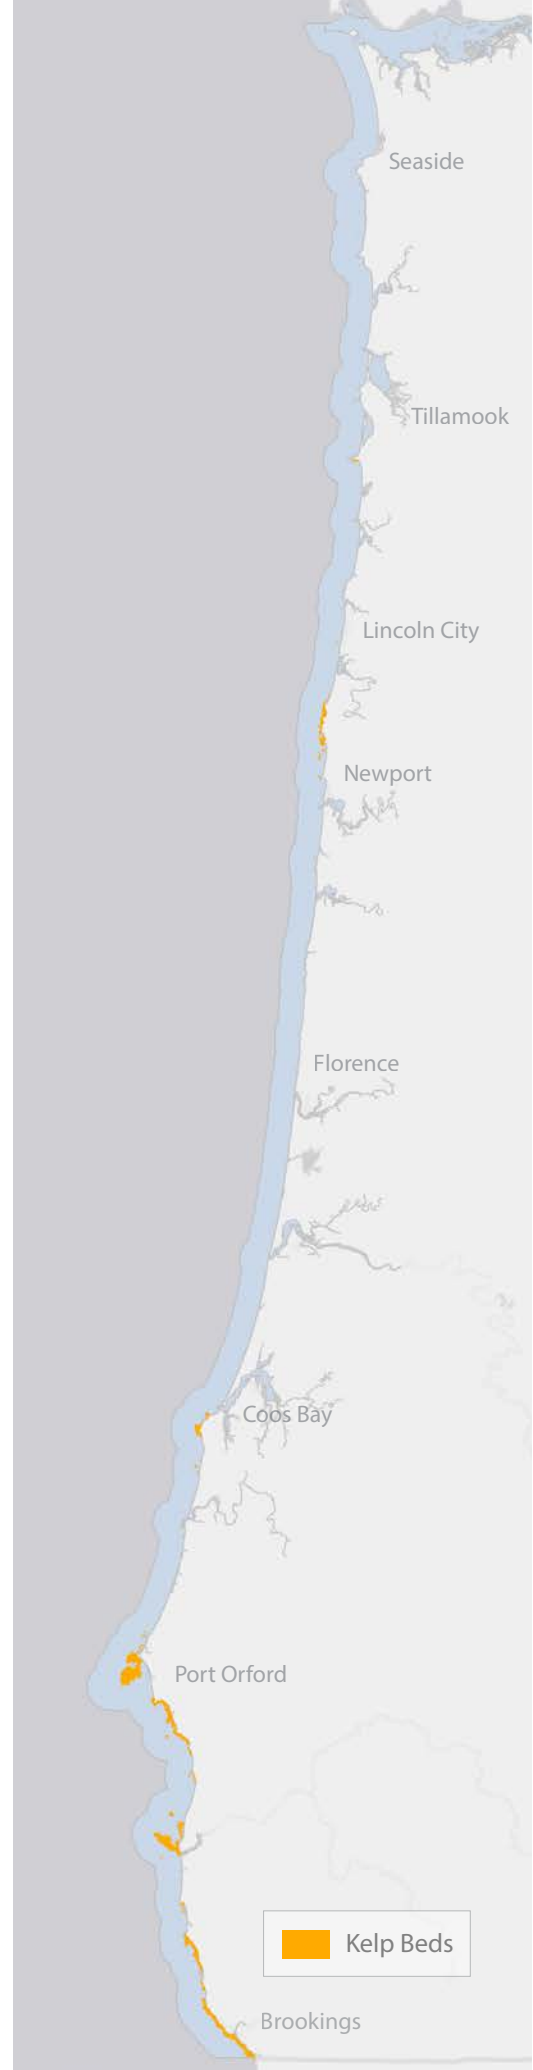 Seaside
Tillamook
Lincoln City
Newport
Florence
Coos Bay
Port Orford
Kelp Beds
Brookings